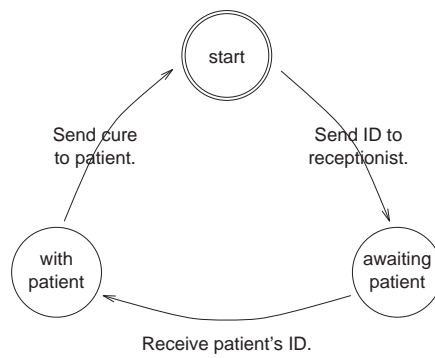 start
Send cure
to patient.
Send ID to
receptionist.
with
patient
awaiting
patient
Receive patient's ID.